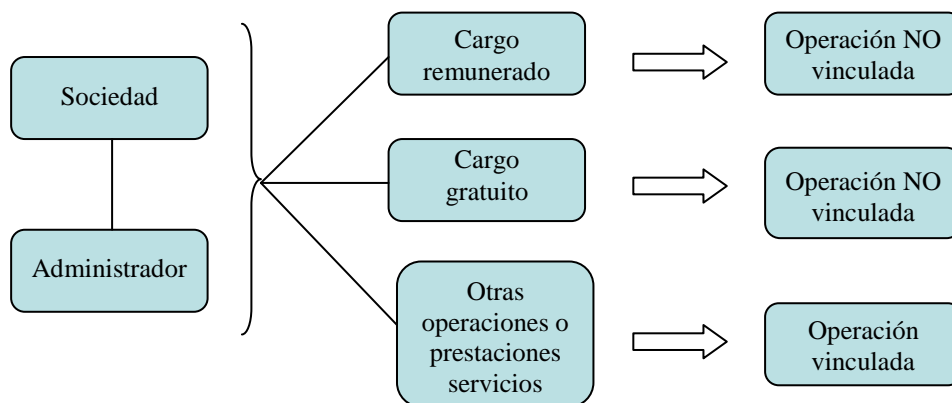 Sociedad
Administrador
Cargo
remunerado
Operación NO
vinculada
Cargo
gratuito
Operación NO
vinculada
Otras
operaciones o
prestaciones
servicios
Operación
vinculada